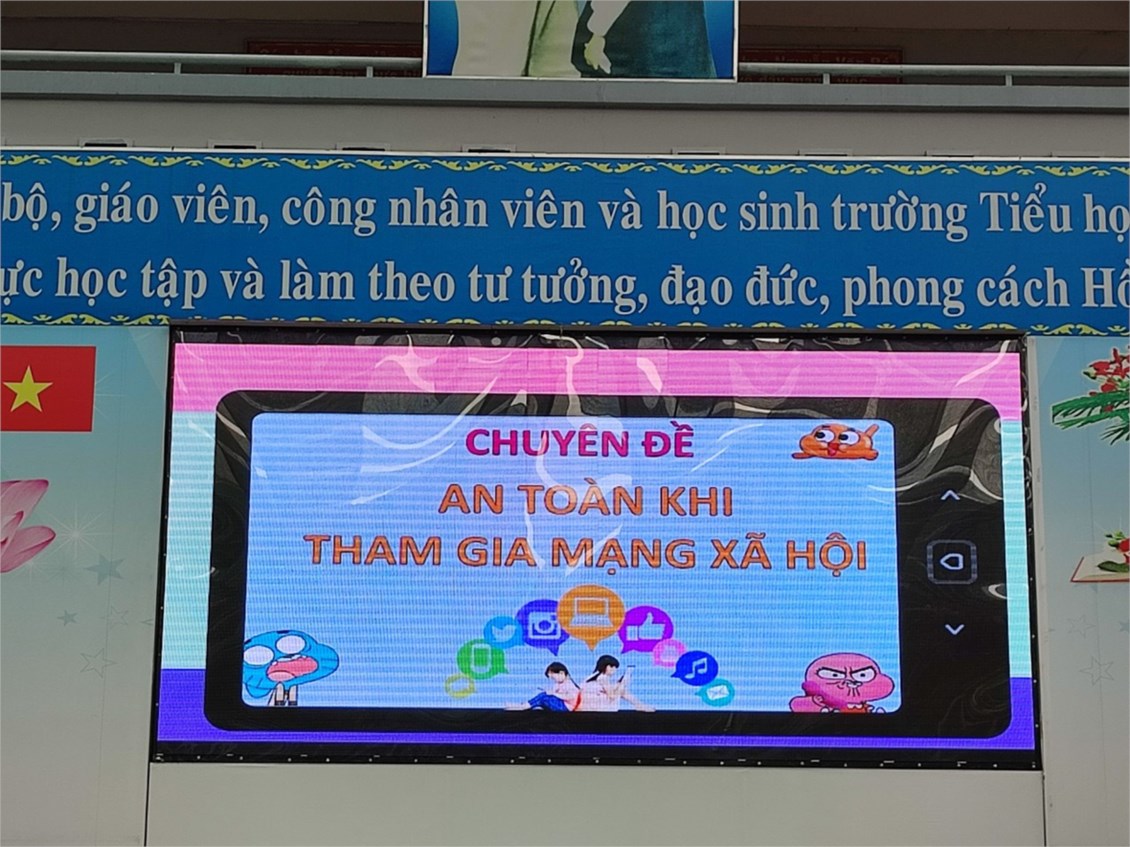 bộ, giáo viên, công nhân viên và học sinh trường Tiểu họ
ực học tập và làm theo tư tưởng, đạo đức, phong cách Hồ
CHUYÊN ĐỀ
AN TOÀN KHI
THAM GIA MẠNG XÃ HỘI